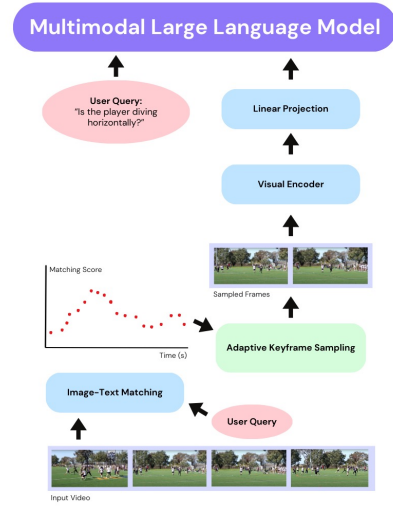 Multimodal Large Language Model
User Query:
"Is the player diving
horizontally?"
Linear Projection
Visual Encoder
Sampled Frames
Matching Score
Time (s)
Adaptive Keyframe Sampling
Image-Text Matching
User Query
Input Video